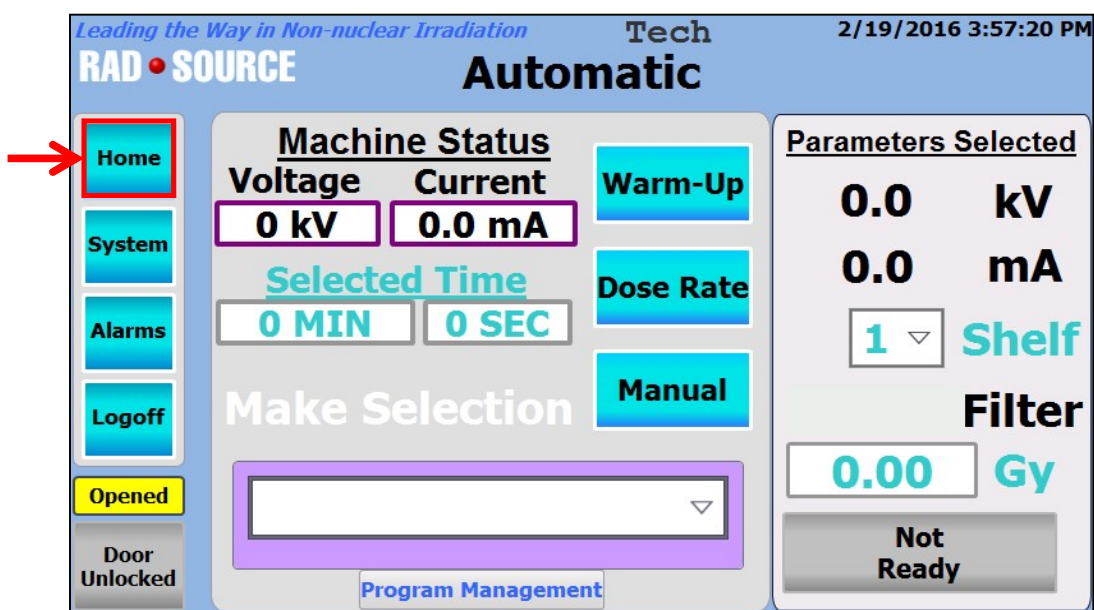 Leading the Way in Non-nuclear Irradiation
Tech
2/19/2016 3:57:20 PM
RAD SOURCE
Automatic
Home
System
Alarms
Logoff
Opened
Door
Unlocked
Machine Status
Voltage Current
0 kV 0.0 mA
Selected Time
0 MIN 0 SEC
Make Selection
Program Management
Warm-Up
Dose Rate
Manual
Parameters Selected
0.0 kV
0.0 mA
1 Shelf
Filter
0.00 Gy
Not
Ready